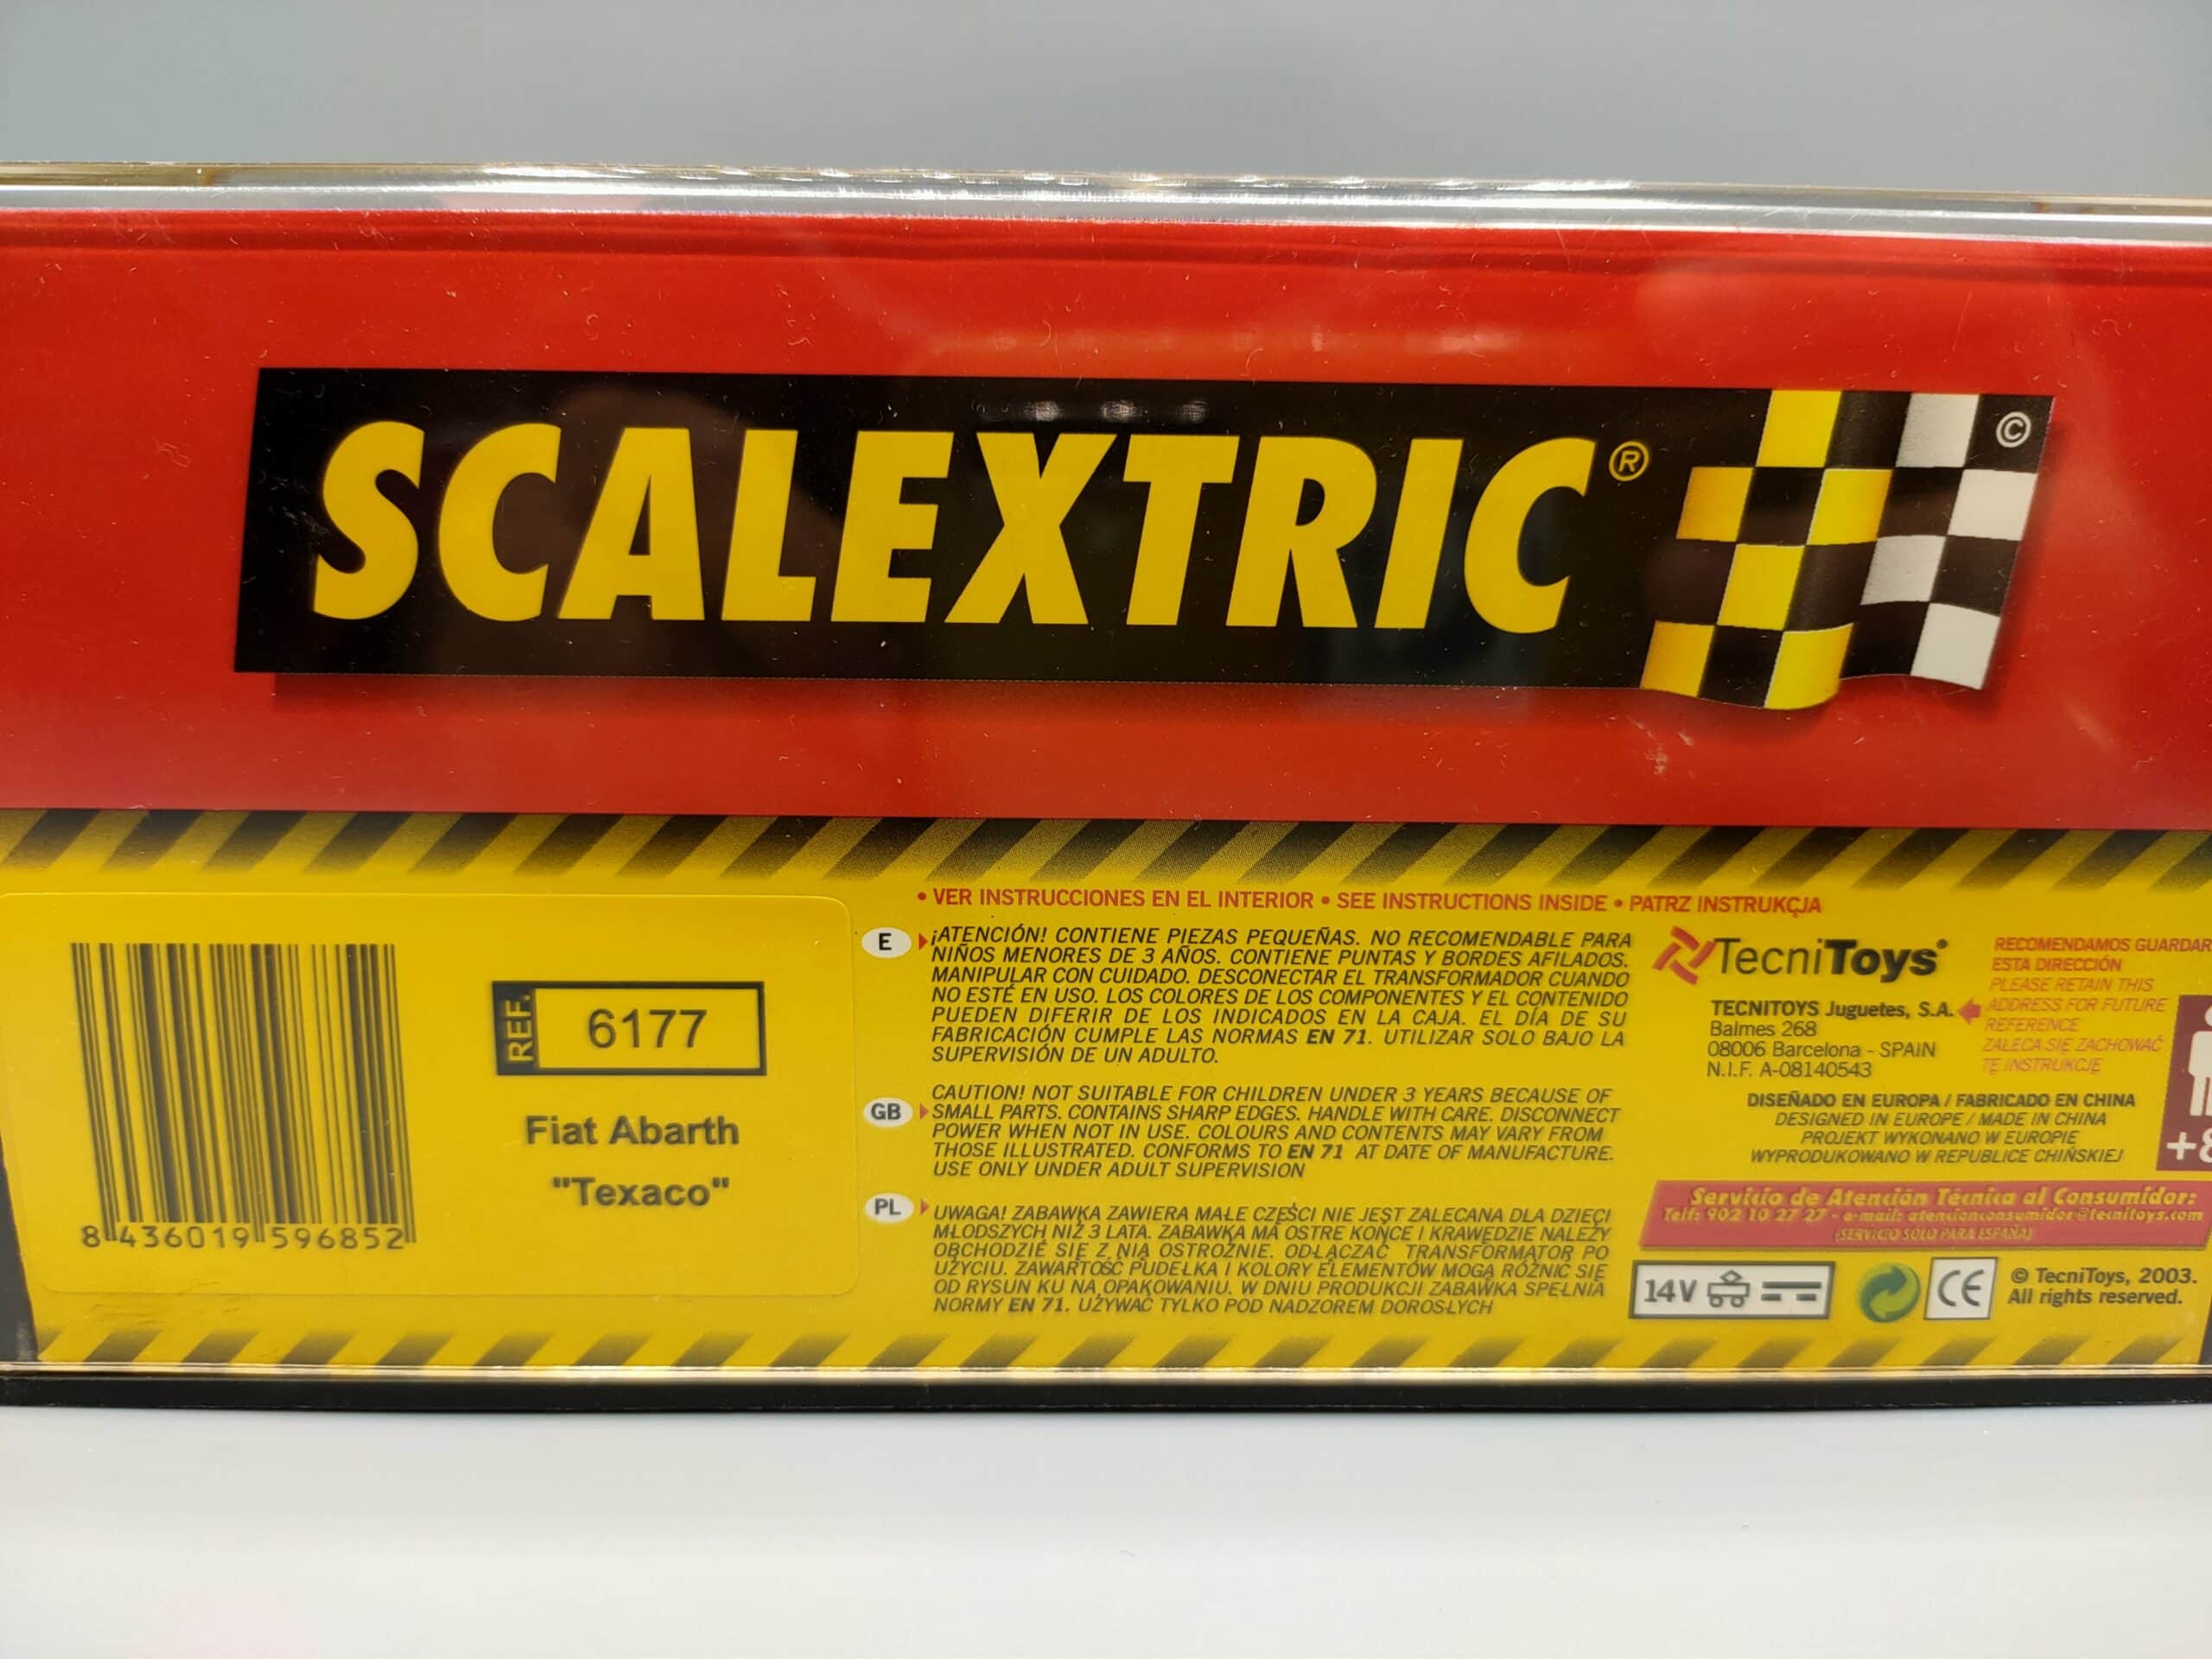 SCALEXTRIC®
©
8 436019 596852
REF. 6177
Fiat Abarth
"Texaco"
• VER INSTRUCCIONES EN EL INTERIOR • SEE INSTRUCTIONS INSIDE • PATRZ INSTRUKCJA
E
¡ATENCIÓN! CONTIENE PIEZAS PEQUEÑAS. NO RECOMENDABLE PARA
NIÑOS MENORES DE 3 AÑOS. CONTIENE PUNTAS Y BORDES AFILADOS.
MANIPULAR CON CUIDADO. DESCONECTAR EL TRANSFORMADOR CUANDO
NO ESTÉ EN USO. LOS COLORES DE LOS COMPONENTES Y EL CONTENIDO
PUEDEN DIFERIR DE LOS INDICADOS EN LA CAJA. EL DÍA DE SU
FABRICACIÓN CUMPLE LAS NORMAS EN 71. UTILIZAR SOLO BAJO LA
SUPERVISIÓN DE UN ADULTO.
GB
CAUTION! NOT SUITABLE FOR CHILDREN UNDER 3 YEARS BECAUSE OF
SMALL PARTS. CONTAINS SHARP EDGES. HANDLE WITH CARE. DISCONNECT
POWER WHEN NOT IN USE. COLOURS AND CONTENTS MAY VARY FROM
THOSE ILLUSTRATED. CONFORMS TO EN 71 AT DATE OF MANUFACTURE.
USE ONLY UNDER ADULT SUPERVISION
PL
UWAGA! ZABAWKA ZAWIERA MAŁE CZĘŚCI NIE JEST ZALECANA DLA DZIECI
MŁODSZYCH NIŻ 3 LATA. ZABAWKA MA OSTRE KOŃCE I KRAWĘDZIE NALEŻY
OBCHODZIĆ SIĘ Z NIĄ OSTROŻNIE. ODŁĄCZAĆ TRANSFORMATOR PO
UŻYCIU. ZAWARTOŚĆ PUDEŁKA I KOLORY ELEMENTÓW MOGĄ RÓŻNIĆ SIĘ
OD RYSUN KU NA OPAKOWANIU. W DNIU PRODUKCJI ZABAWKA SPEŁNIA
NORMY EN 71. UŻYWAĆ TYLKO POD NADZOREM DOROSŁYCH
TecniToys®
TECNITOYS Juguetes, S.A.
Balmes 268
08006 Barcelona - SPAIN
N.I.F. A-08140543
RECOMENDAMOS GUARDAR
ESTA DIRECCIÓN
PLEASE RETAIN THIS
ADDRESS FOR FUTURE
REFERENCE
ZALECA SIĘ ZACHOWAĆ
TĘ INSTRUKCJĘ
DISEÑADO EN EUROPA / FABRICADO EN CHINA
DESIGNED IN EUROPE / MADE IN CHINA
PROJEKT WYKONANO W EUROPIE
WYPRODUKOWANO W REPUBLICE CHIŃSKIEJ
+8
Servicio de Atención Técnica al Consumidor:
Telf: 902 10 27 27 - e-mail: atencionconsumidor@tecnitoys.com
(SERVICIO SOLO PARA ESPAÑA)
14V
CE
© TecniToys, 2003.
All rights reserved.